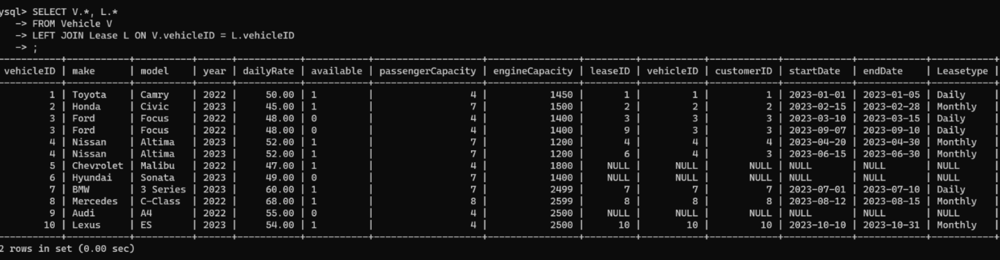 ysql> SELECT V.*, L.*
-> FROM Vehicle V
-> LEFT JOIN Lease L ON V.vehicleID = L.vehicleID
-> ;
vehicleID | make | model | year | dailyRate | available | passengerCapacity | engineCapacity | leaseID | vehicleID | customerID | startDate | endDate | Leasetype |
1 | Toyota | Camry | 2022 | 50.00 | 1 | 4 | 1450 | 1 | 1 | 1 | 2023-01-01 | 2023-01-05 | Daily |
2 | Honda | Civic | 2023 | 45.00 | 1 | 7 | 1500 | 2 | 2 | 2 | 2023-02-15 | 2023-02-28 | Monthly |
3 | Ford | Focus | 2022 | 48.00 | 0 | 4 | 1400 | 3 | 3 | 3 | 2023-03-10 | 2023-03-15 | Daily |
3 | Ford | Focus | 2022 | 48.00 | 0 | 4 | 1400 | 9 | 3 | 3 | 2023-09-07 | 2023-09-10 | Daily |
4 | Nissan | Altima | 2023 | 52.00 | 1 | 7 | 1200 | 4 | 4 | 4 | 2023-04-20 | 2023-04-30 | Monthly |
4 | Nissan | Altima | 2023 | 52.00 | 1 | 7 | 1200 | 6 | 4 | 3 | 2023-06-15 | 2023-06-30 | Monthly |
5 | Chevrolet | Malibu | 2022 | 47.00 | 1 | 4 | 1800 | NULL | NULL | NULL | NULL | NULL | NULL |
6 | Hyundai | Sonata | 2023 | 49.00 | 0 | 7 | 1400 | NULL | NULL | NULL | NULL | NULL | NULL |
7 | BMW | 3 Series | 2023 | 60.00 | 1 | 7 | 2499 | 7 | 7 | 7 | 2023-07-01 | 2023-07-10 | Daily |
8 | Mercedes | C-Class | 2022 | 68.00 | 1 | 8 | 2599 | 8 | 8 | 8 | 2023-08-12 | 2023-08-15 | Monthly |
9 | Audi | A4 | 2022 | 55.00 | 0 | 4 | 2500 | NULL | NULL | NULL | NULL | NULL | NULL |
10 | Lexus | ES | 2023 | 54.00 | 1 | 4 | 2500 | 10 | 10 | 10 | 2023-10-10 | 2023-10-31 | Monthly |
2 rows in set (0.00 sec)